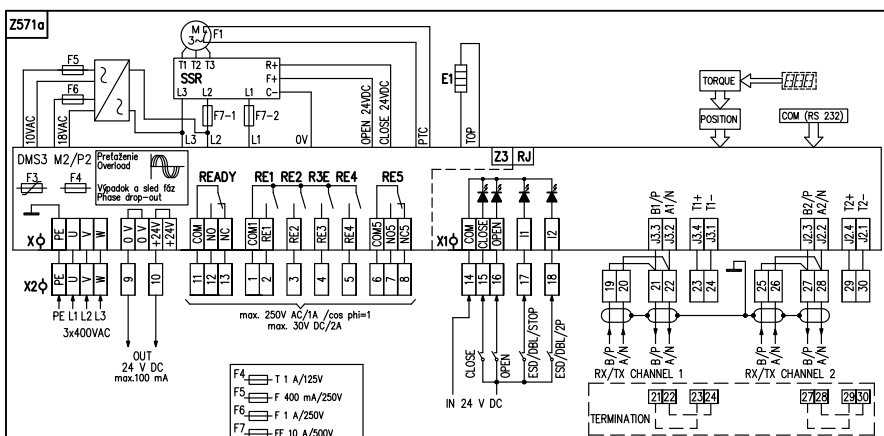 Z571a
M
3~
F1
F5
F6
T1 T2 T3
SSR
R+
F+
C-
L3 L2 L1
F7-1
F7-2
E1
TORQUE
POSITION
COM (RS 232)
10VAC
18VAC
L3 L2 L1 0V
OPEN 24VDC
CLOSE 24VDC
PTC
TOP
DMS3 M2/P2
F3
F4
Preťaženie
Overload
Výpadok a sled fáz
Phase drop-out
READY
RE1 RE2 R3E RE4
RE5
Z3 RJ
X
PE U V W
0 V 0 V +24V +24V
COM NO NC
COM1 RE1 RE2 RE3 RE4
COM5 NO5 NC5
X1
COM CLOSE OPEN I1 I2
J3.3 J3.2 J3.4 J3.1
B1/P A1/N T1+ T1-
J2.3 J2.2 J2.4 J2.1
B2/P A2/N T2+ T2-
X2
PE U V W
9 10
11 12 13
1 2 3 4 5
6 7 8
14 15 16 17 18
19 20 21 22 23 24
25 26 27 28 29 30
PE L1 L2 L3
3x400VAC
OUT
24 V DC
max.100 mA
max. 250V AC/1A /cos phi=1
max. 30V DC/2A
CLOSE
OPEN
ESD/DBL/STOP
ESD/DBL/2P
IN 24 V DC
B/P A/N B/P A/N
RX/TX CHANNEL 1
B/P A/N B/P A/N
RX/TX CHANNEL 2
21 22 23 24
27 28 29 30
TERMINATION
F4 T 1 A/125V
F5 F 400 mA/250V
F6 F 1 A/250V
F7 FF 10 A/500V